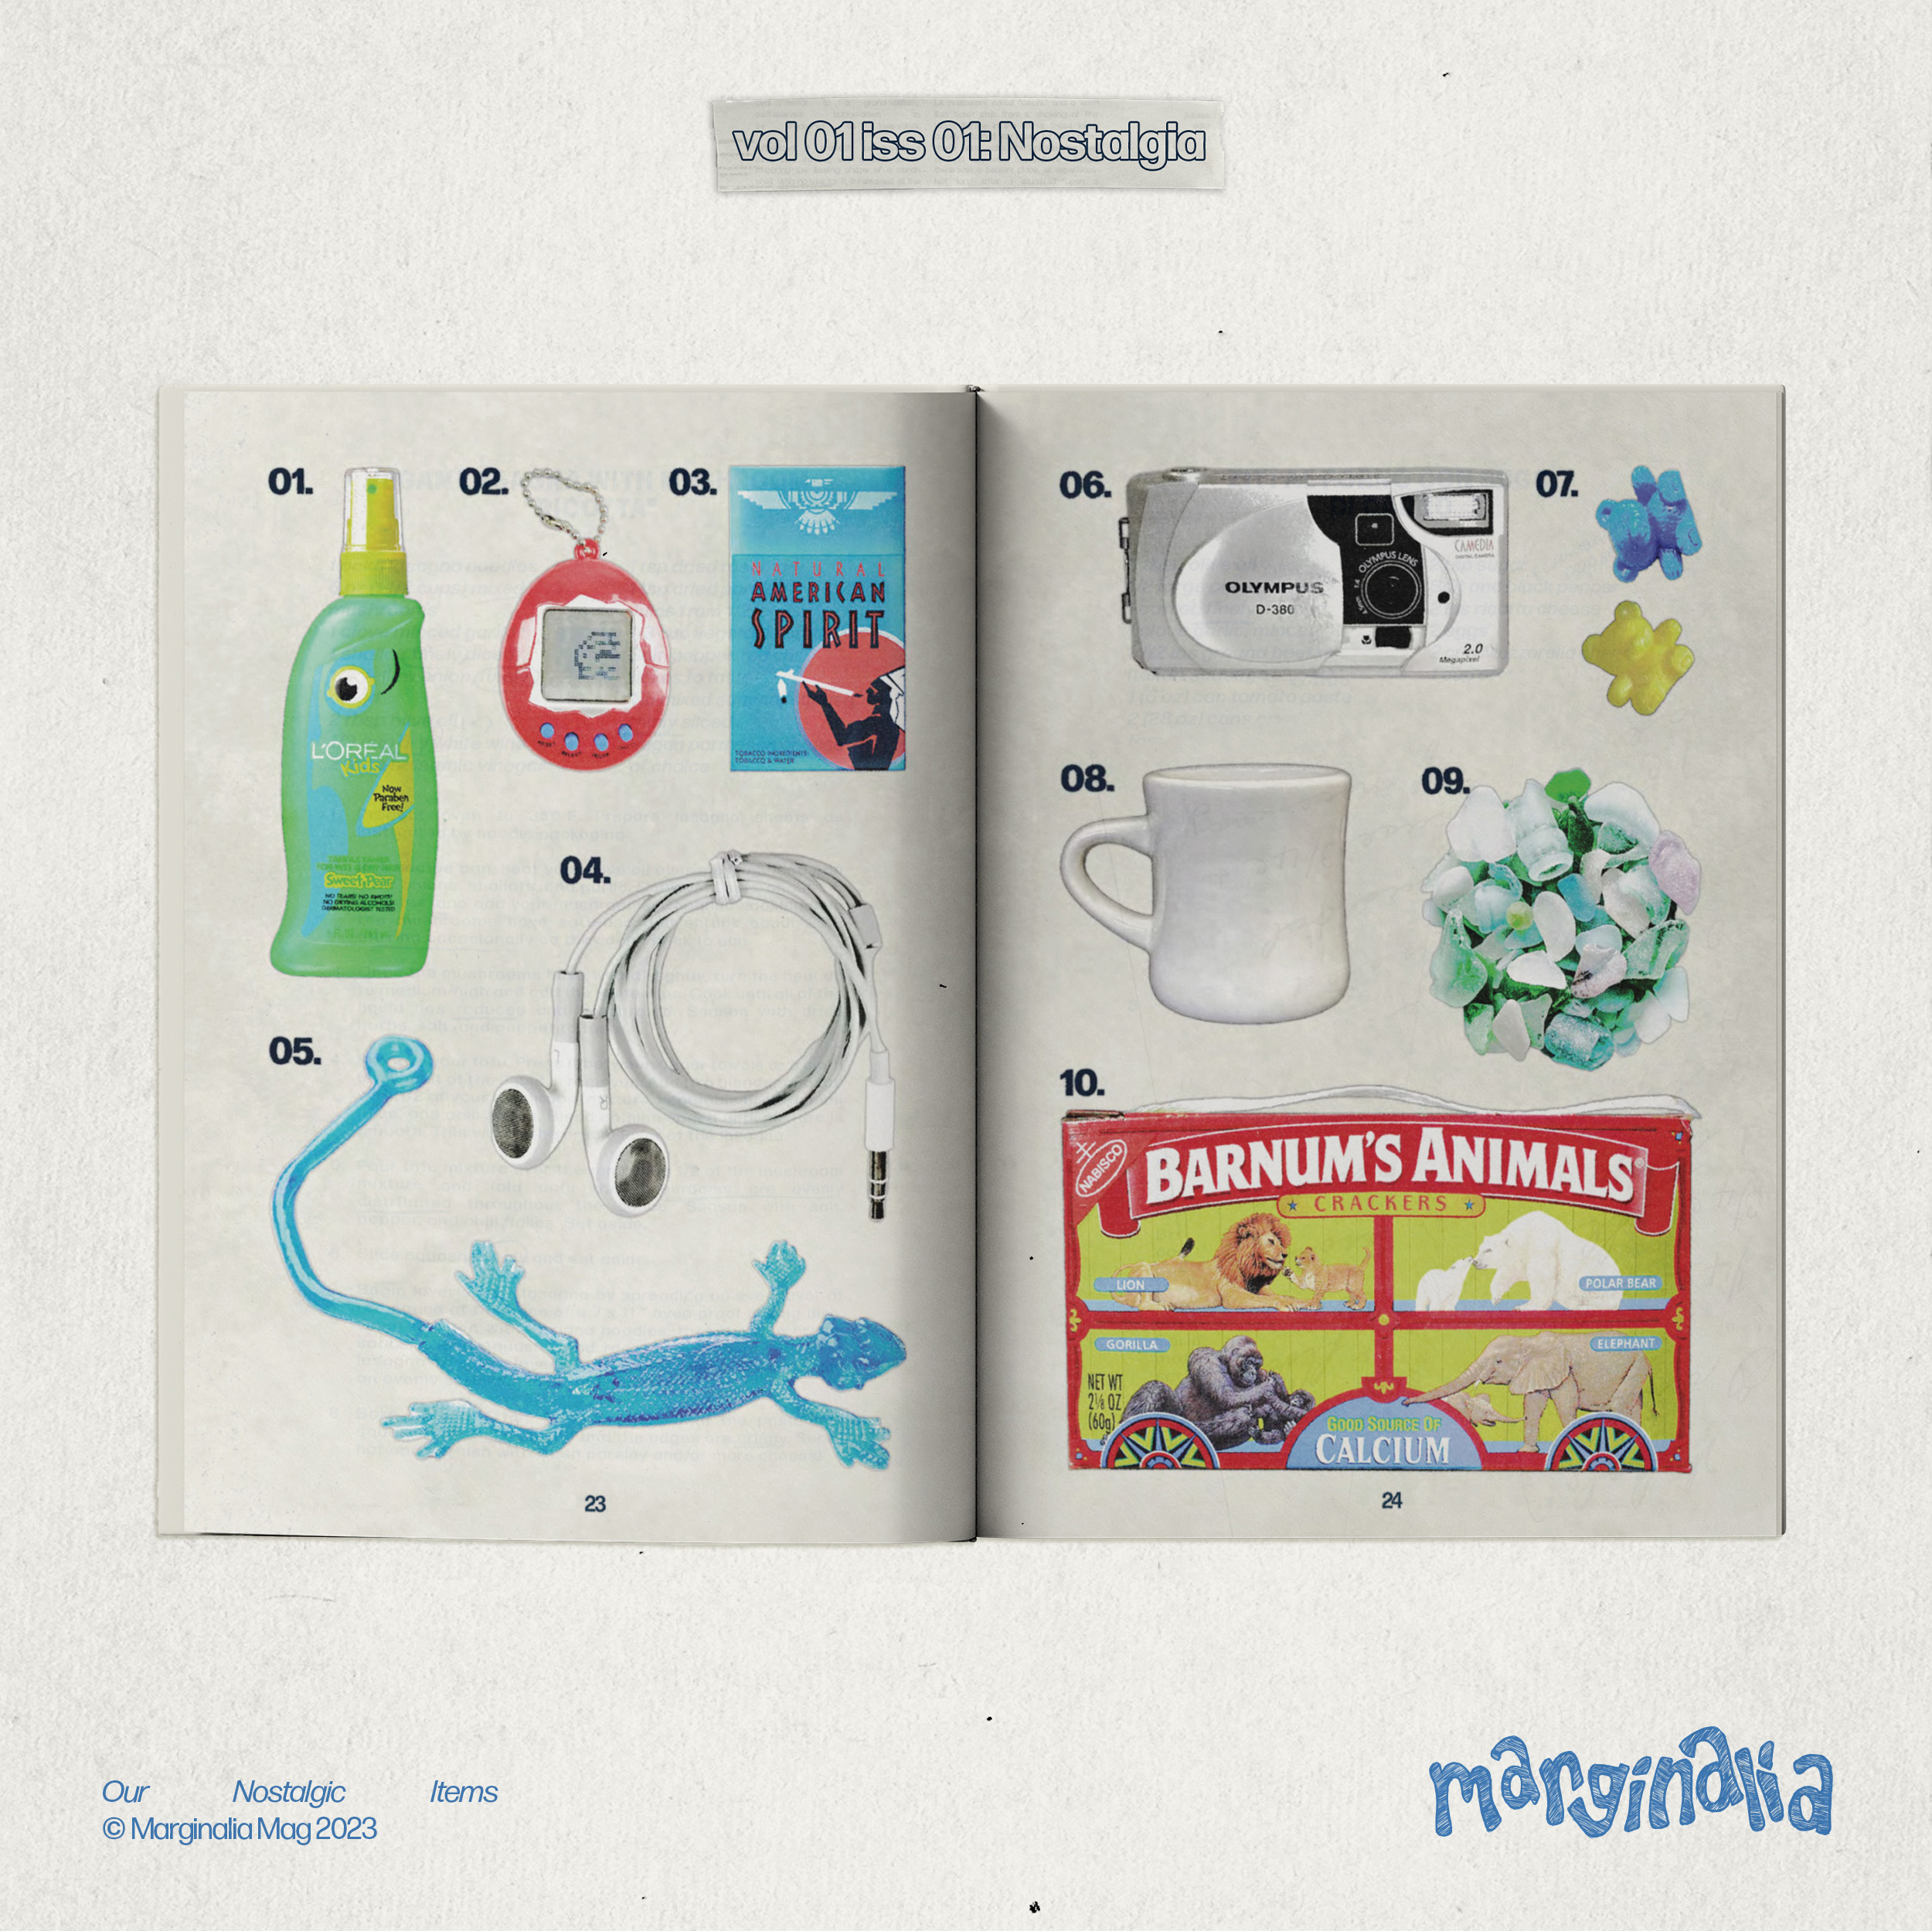 vol 01 iss 01: Nostalgia
01.
L'ORÉAL
Kids
Now
Paraben
Free!
Sweet Pear
NO TEARS! NO KNOTS!
NO DRYING ALCOHOLS!
DERMATOLOGIST TESTED
02.
03.
NATURAL
AMERICAN
SPIRIT
TOBACCO INGREDIENTS:
TOBACCO & WATER
04.
L
R
05.
23
06.
OLYMPUS
D-380
OLYMPUS LENS
CAMEDIA
DIGITAL CAMERA
2.0
Megapixel
07.
08.
09.
10.
NABISCO
BARNUM'S ANIMALS
CRACKERS
LION
POLAR BEAR
GORILLA
ELEPHANT
NET WT
2⅛ OZ
(60g)
GOOD SOURCE OF
CALCIUM
24
Our Nostalgic Items
© Marginalia Mag 2023
marginalia